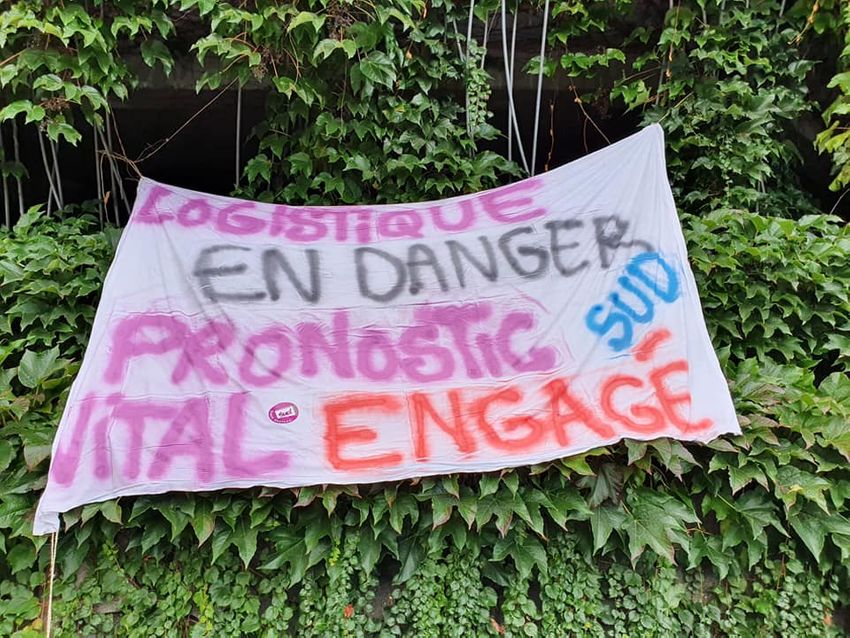 LOGISTIQUE
EN DANGER
SUD
PRONOSTIC
VITAL ENGAGÉ